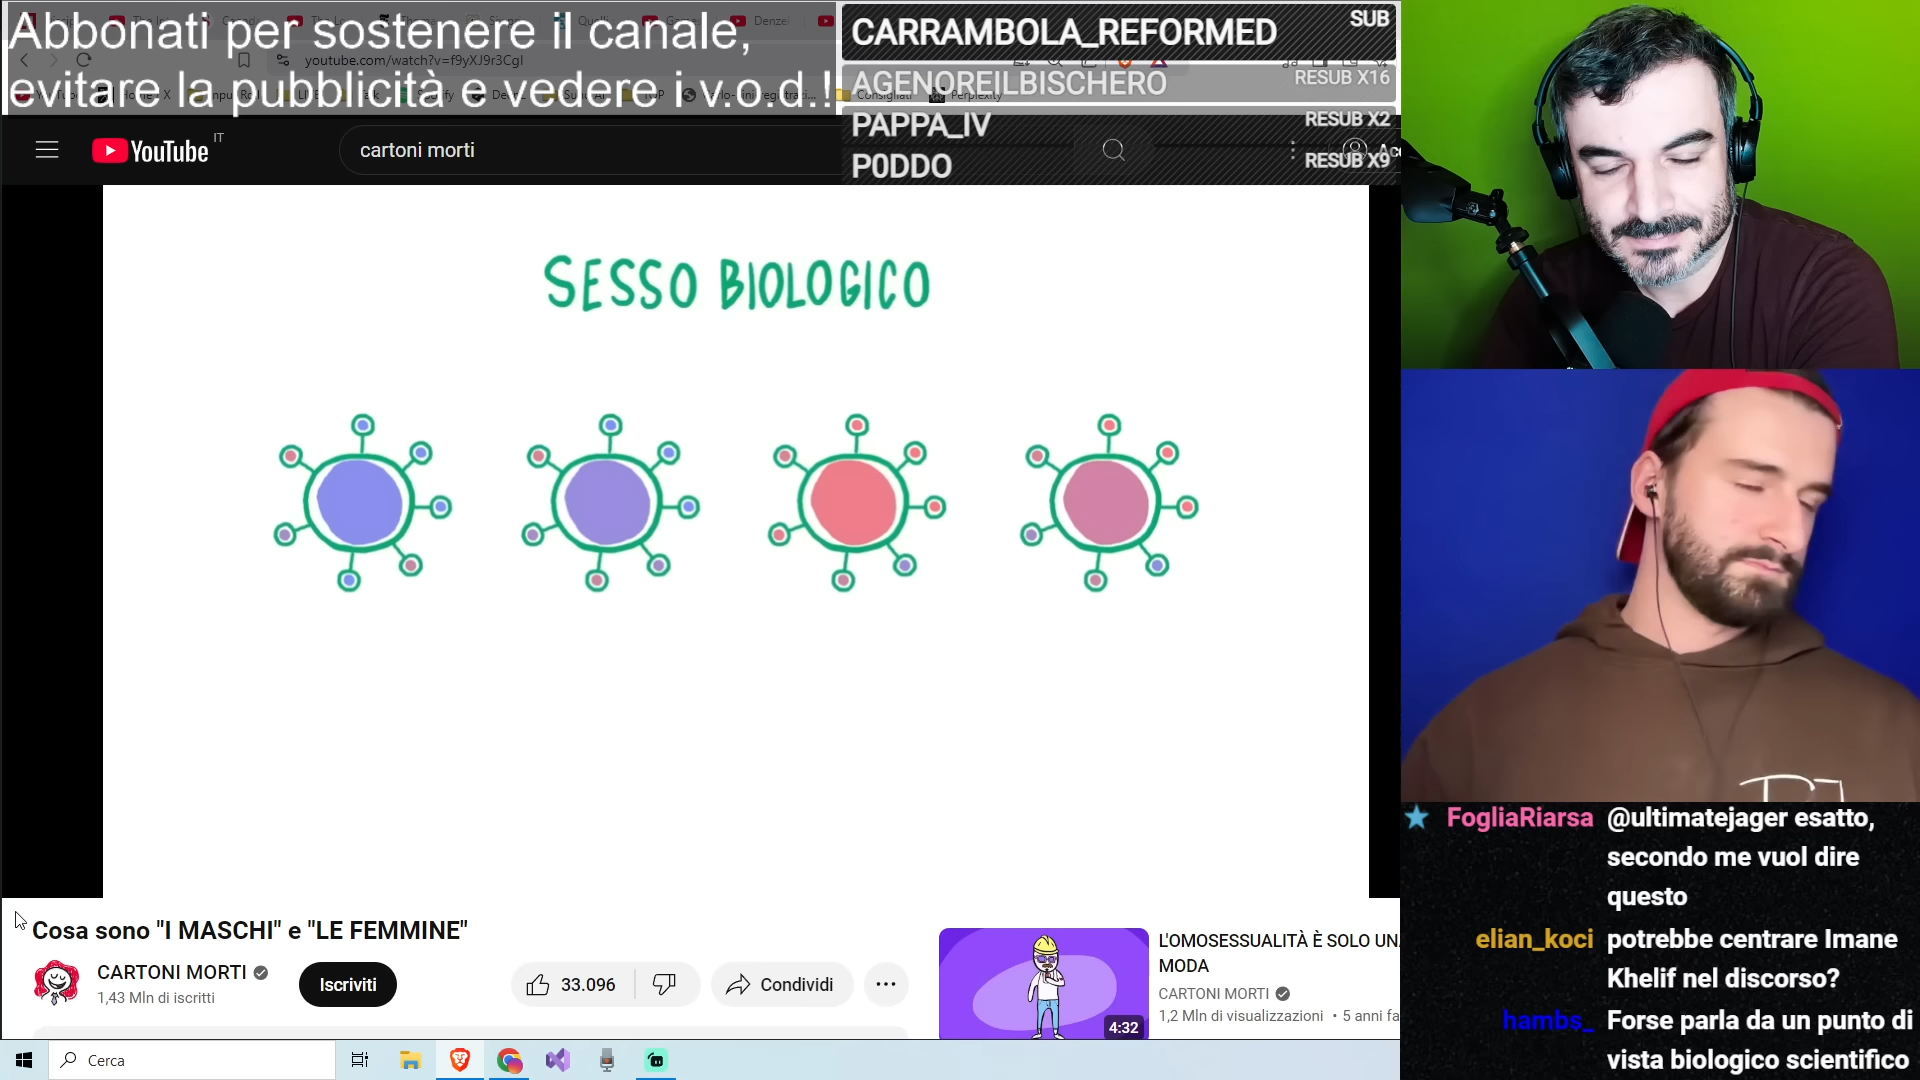 Abbonati per sostenere il canale,
evitare la pubblicità e vedere i v.o.d.!
CARRAMBOLA_REFORMED SUB
AGENOREILBISCHERO RESUB X16
PAPPA_IV RESUB X2
P0DDO RESUB X9
youtube.com/watch?v=f9yXJ9r3CgI
YouTube IT
cartoni morti
SESSO BIOLOGICO
Cosa sono "I MASCHI" e "LE FEMMINE"
CARTONI MORTI
1,43 Mln di iscritti
Iscriviti
33.096
Condividi
4:32
L'OMOSESSUALITÀ È SOLO UN
MODA
CARTONI MORTI
1,2 Mln di visualizzazioni • 5 anni fa
FogliaRiarsa @ultimatejager esatto,
secondo me vuol dire
questo
elian_koci potrebbe centrare Imane
Khelif nel discorso?
hambs_ Forse parla da un punto di
vista biologico scientifico
Cerca